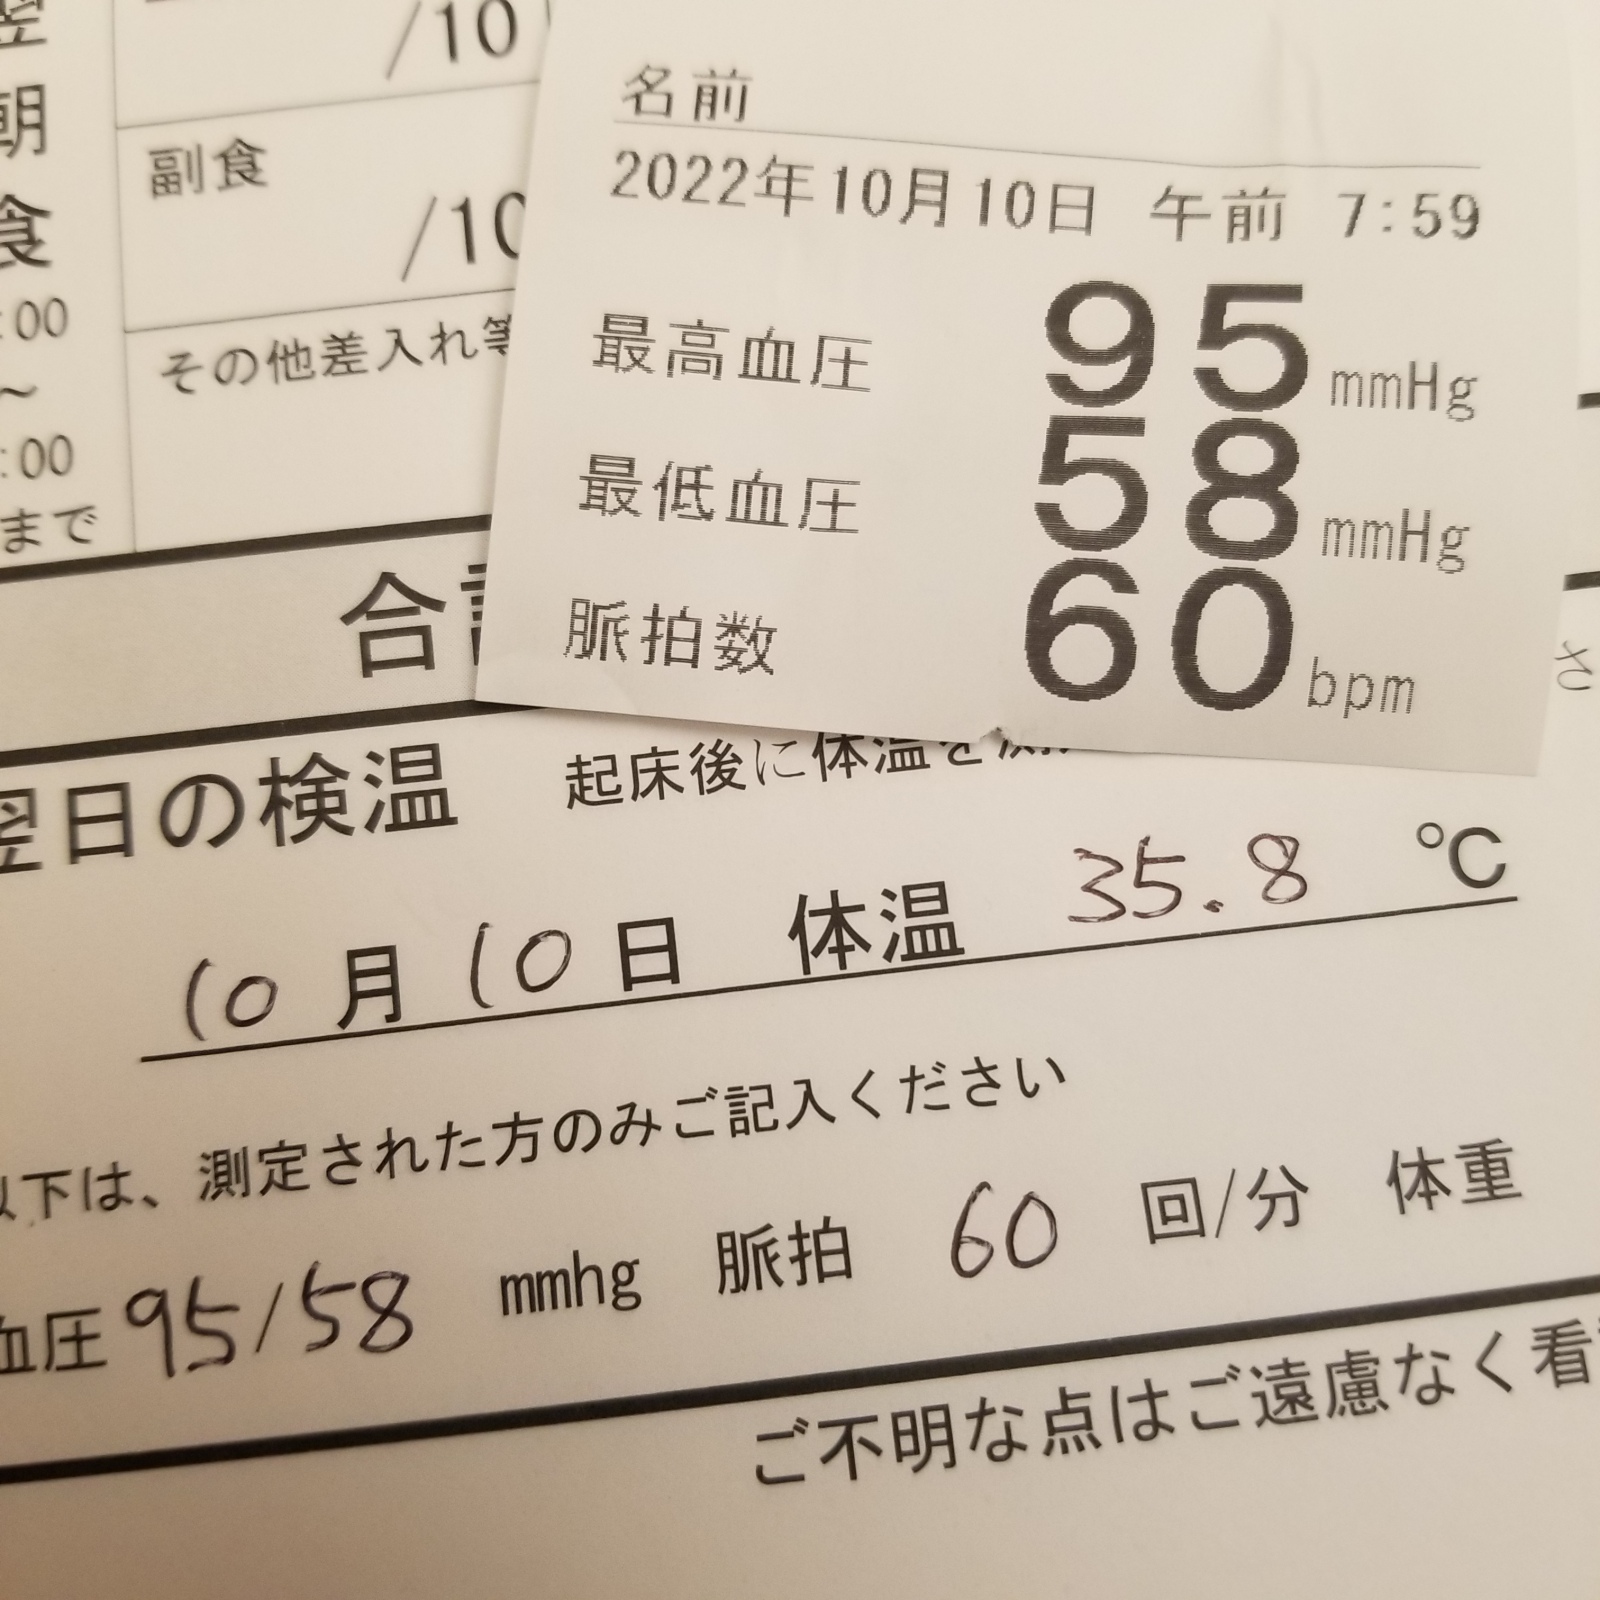 翌
朝
食
:00
~
:00
まで
/10
副食
/10
その他差入れ等
名前
2022年10月10日 午前 7:59
最高血圧 95 mmHg
最低血圧 58 mmHg
脈拍数 60 bpm
合計
翌日の検温 起床後に体温を測
さ
10月10日 体温 35.8 ℃
以下は、測定された方のみご記入ください
血圧 95/58 mmhg 脈拍 60 回/分 体重
ご不明な点はご遠慮なく看